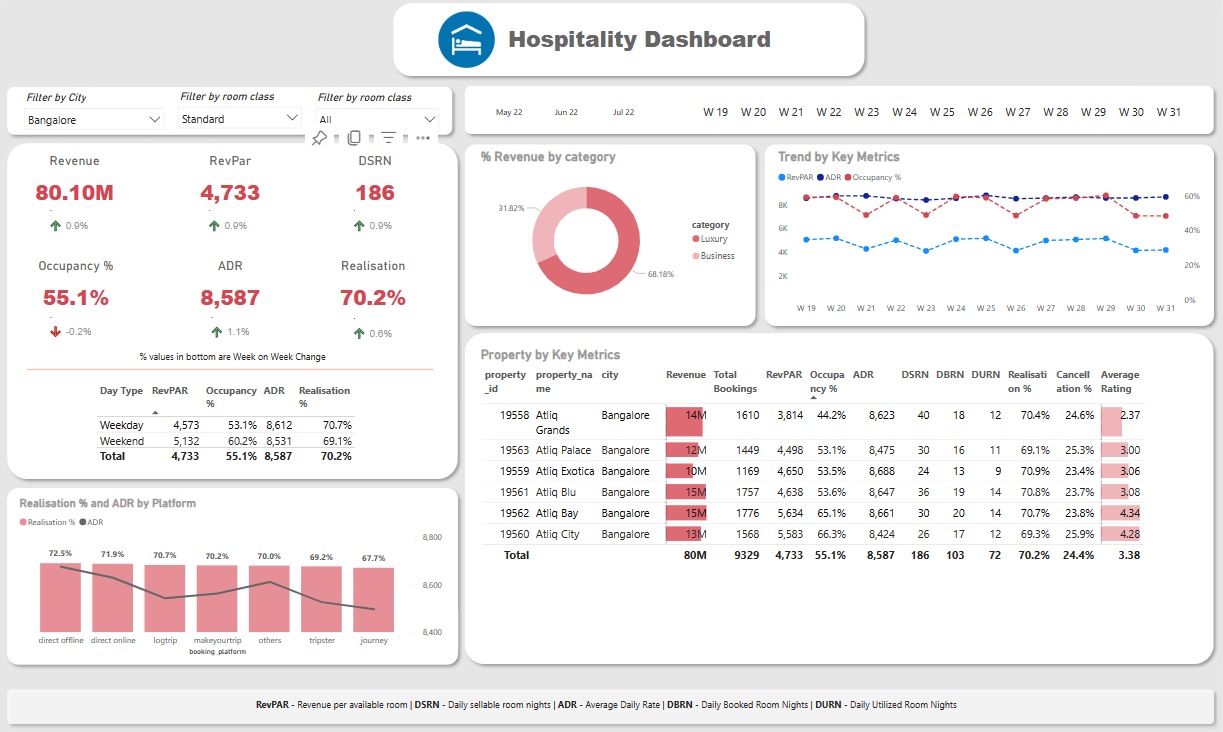 Hospitality Dashboard
Filter by City
Bangalore
Filter by room class
Standard
Filter by room class
All
May 22 Jun 22 Jul 22
W 19 W 20 W 21 W 22 W 23 W 24 W 25 W 26 W 27 W 28 W 29 W 30 W 31
Revenue RevPar DSRN
80.10M 4,733 186
0.9% 0.9% 0.9%
Occupancy % ADR Realisation
55.1% 8,587 70.2%
-0.2% 1.1% 0.6%
% values in bottom are Week on Week Change
Day Type RevPAR Occupancy ADR Realisation
% %
Weekday 4,573 53.1% 8,612 70.7%
Weekend 5,132 60.2% 8,531 69.1%
Total 4,733 55.1% 8,587 70.2%
% Revenue by category
31.82%
68.18%
category
Luxury
Business
Trend by Key Metrics
RevPAR ADR Occupancy %
8K 60%
6K
4K 40%
2K 20%
0%
W 19 W 20 W 21 W 22 W 23 W 24 W 25 W 26 W 27 W 28 W 29 W 30 W 31
Property by Key Metrics
property property_na city Revenue Total RevPAR Occupa ADR DSRN DBRN DURN Realisati Cancell Average
_id me Bookings ncy % on % ation % Rating
19558 Atliq Bangalore 14M 1610 3,814 44.2% 8,623 40 18 12 70.4% 24.6% 2.37
Grands
19563 Atliq Palace Bangalore 12M 1449 4,498 53.1% 8,475 30 16 11 69.1% 25.3% 3.00
19559 Atliq Exotica Bangalore 10M 1169 4,650 53.5% 8,688 24 13 9 70.9% 23.4% 3.06
19561 Atliq Blu Bangalore 15M 1757 4,638 53.6% 8,647 36 19 14 70.8% 23.7% 3.08
19562 Atliq Bay Bangalore 15M 1776 5,634 65.1% 8,661 30 20 14 70.7% 23.8% 4.34
19560 Atliq City Bangalore 13M 1568 5,583 66.3% 8,424 26 17 12 69.3% 25.9% 4.28
Total 80M 9329 4,733 55.1% 8,587 186 103 72 70.2% 24.4% 3.38
Realisation % and ADR by Platform
Realisation % ADR
72.5% 71.9% 70.7% 70.2% 70.0% 69.2% 67.7%
8,800
8,600
8,400
direct offline direct online logtrip makeyourtrip others tripster journey
booking_platform
RevPAR - Revenue per available room | DSRN - Daily sellable room nights | ADR - Average Daily Rate | DBRN - Daily Booked Room Nights | DURN - Daily Utilized Room Nights